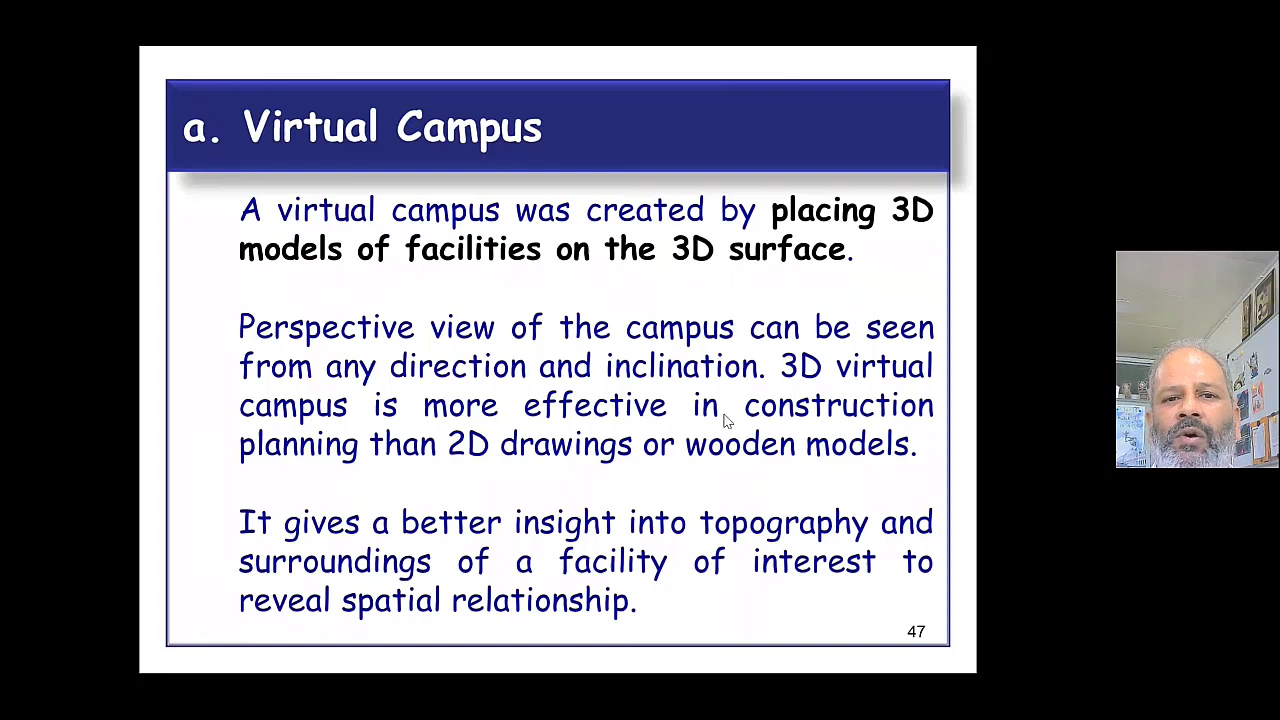 a. Virtual Campus
A virtual campus was created by placing 3D
models of facilities on the 3D surface.
Perspective view of the campus can be seen
from any direction and inclination. 3D virtual
campus is more effective in construction
planning than 2D drawings or wooden models.
It gives a better insight into topography and
surroundings of a facility of interest to
reveal spatial relationship.
47